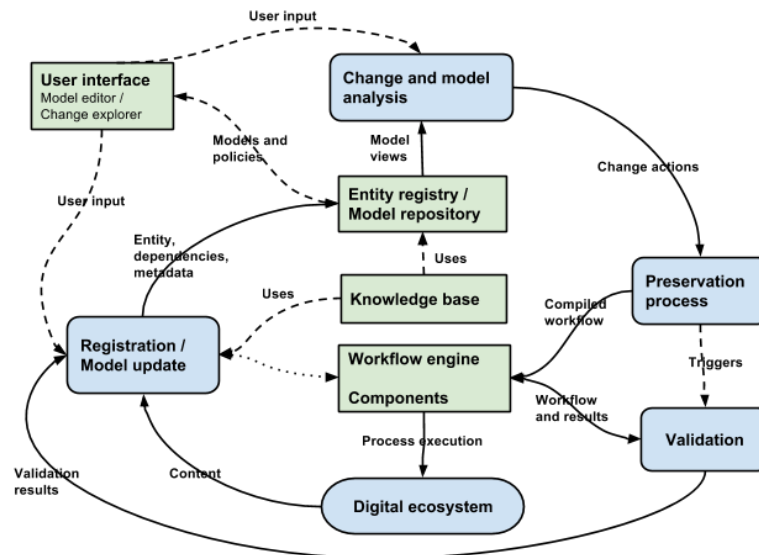 User input
User interface
Model editor /
Change explorer
Change and model
analysis
Models and
policies
Model
views
Change actions
User input
Entity registry /
Model repository
Entity,
dependencies,
metadata
Uses
Preservation
process
Uses
Knowledge base
Compiled
workflow
Registration /
Model update
Workflow engine
Components
Triggers
Workflow
and results
Validation
Process execution
Validation
results
Content
Digital ecosystem